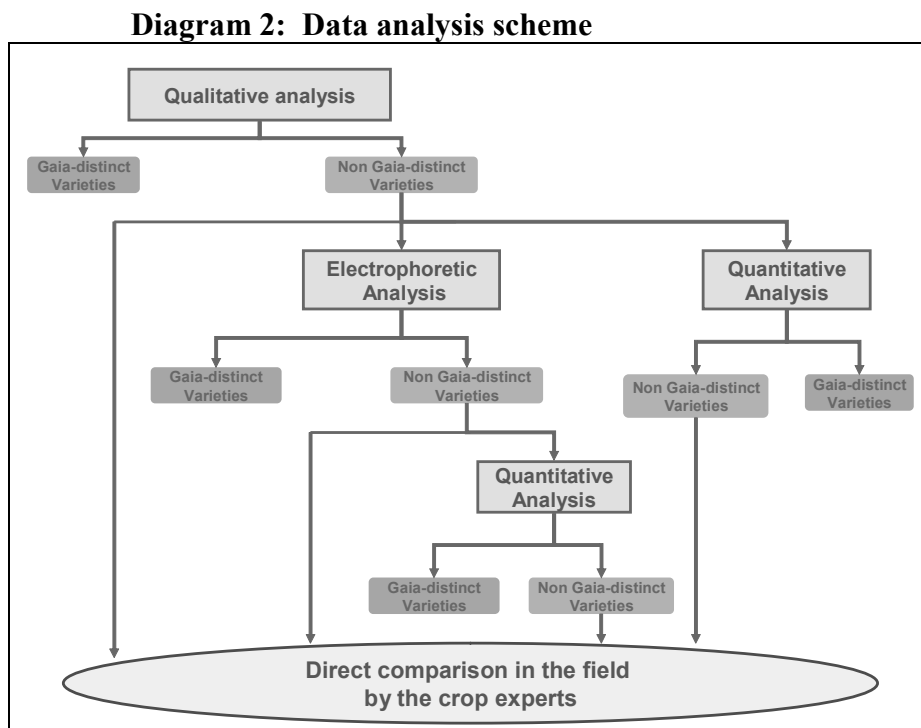 Diagram 2: Data analysis scheme
Qualitative analysis
Gaia-distinct
Varieties
Non Gaia-distinct
Varieties
Electrophoretic
Analysis
Quantitative
Analysis
Gaia-distinct
Varieties
Non Gaia-distinct
Varieties
Non Gaia-distinct
Varieties
Gaia-distinct
Varieties
Quantitative
Analysis
Gaia-distinct
Varieties
Non Gaia-distinct
Varieties
Direct comparison in the field
by the crop experts